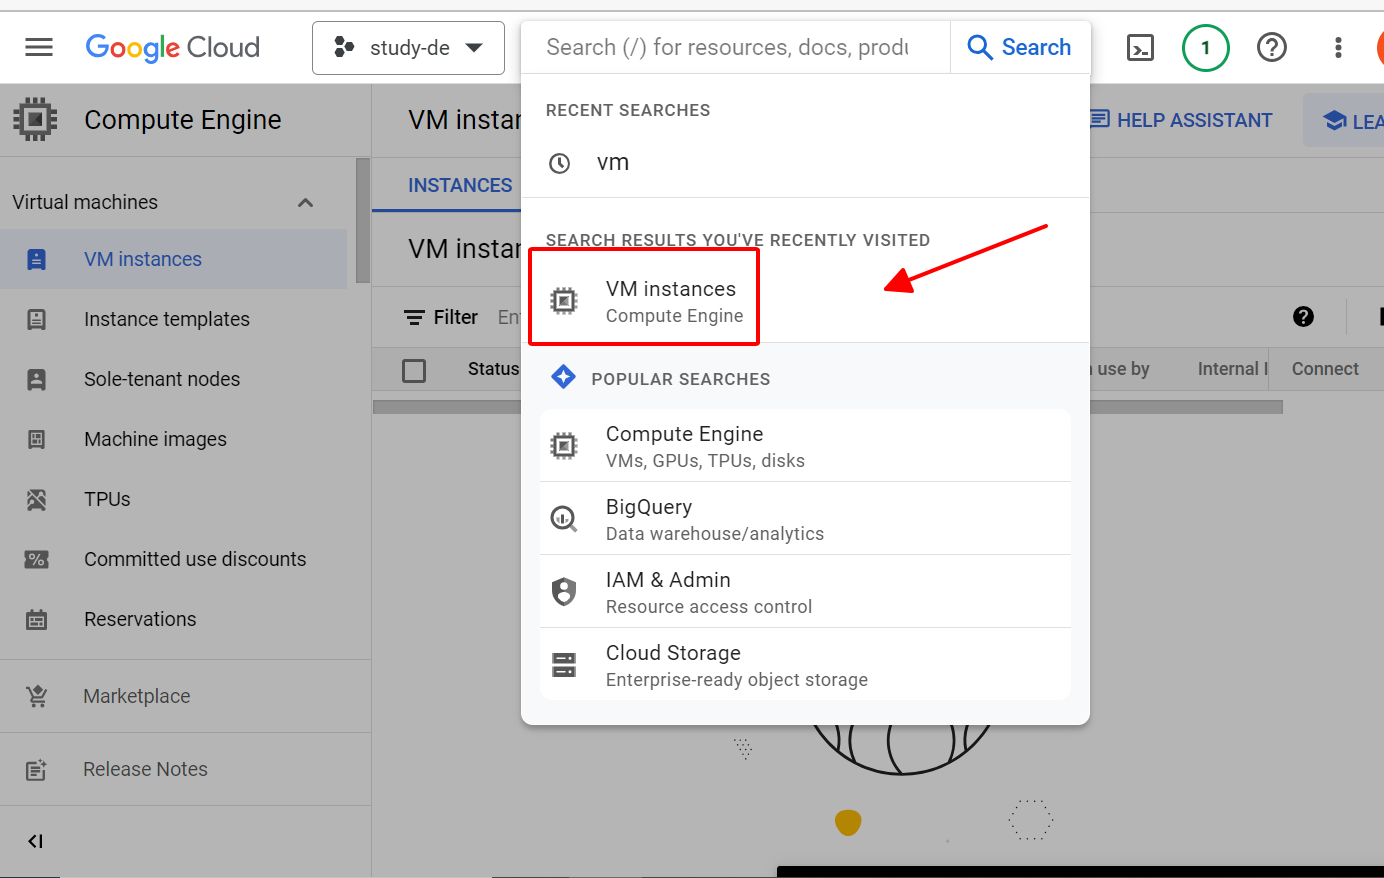 Google Cloud
study-de
Search (/) for resources, docs, produ
Search
1
Compute Engine
VM instan
HELP ASSISTANT
LEA
RECENT SEARCHES
vm
Virtual machines
INSTANCES
VM instances
VM instan
SEARCH RESULTS YOU'VE RECENTLY VISITED
VM instances
Compute Engine
Instance templates
Filter
Status
use by
Internal I
Connect
Sole-tenant nodes
Machine images
TPUs
Committed use discounts
Reservations
Marketplace
Release Notes
POPULAR SEARCHES
Compute Engine
VMs, GPUs, TPUs, disks
BigQuery
Data warehouse/analytics
IAM & Admin
Resource access control
Cloud Storage
Enterprise-ready object storage